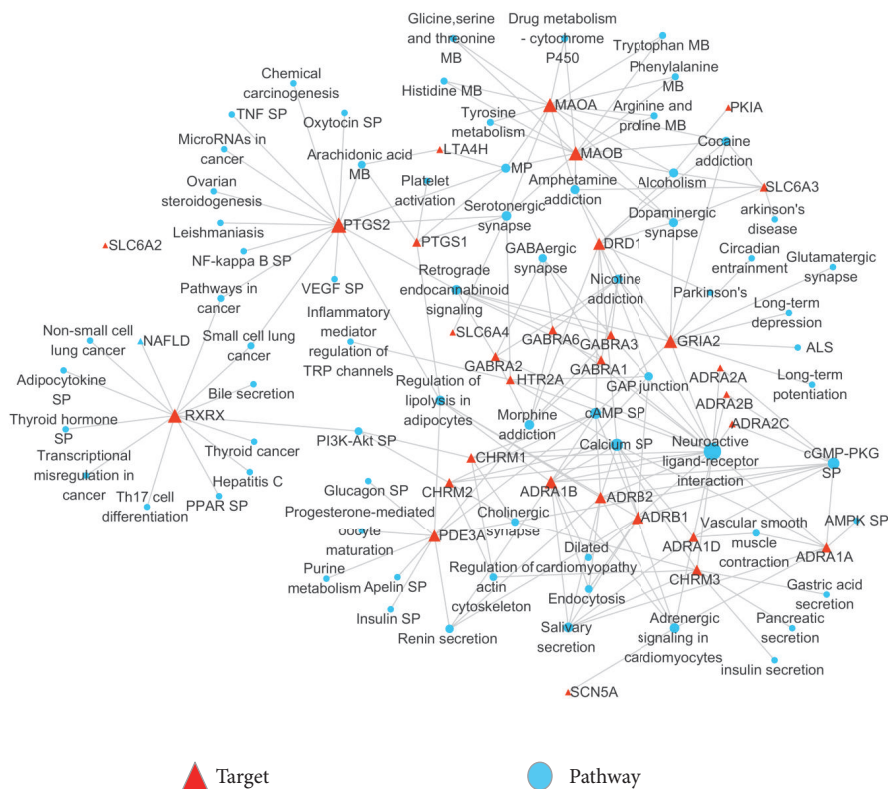 Glicine,serine
and threonine
MB
Drug metabolism
- cytochrome
P450
Tryptophan MB
Phenylalanine
MB
Chemical
carcinogenesis
Histidine MB
MAOA
PKIA
TNF SP
Oxytocin SP
Tyrosine
metabolism
Arginine and
proline MB
MicroRNAs in
cancer
Arachidonic acid
MB
LTA4H
MAOB
Cocaine
addiction
Ovarian
steroidogenesis
Platelet
activation
MP
Amphetamine
addiction
Alcoholism
SLC6A3
Leishmaniasis
PTGS2
Serotonergic
synapse
Dopaminergic
synapse
arkinson's
disease
SLC6A2
NF-kappa B SP
PTGS1
GABAergic
synapse
DRD1
Circadian
entrainment
Glutamatergic
synapse
Pathways in
cancer
VEGF SP
Retrograde
endocannabinoid
signaling
Nicotine
addiction
Parkinson's
Long-term
depression
Non-small cell
lung cancer
NAFLD
Small cell lung
cancer
Inflammatory
mediator
regulation of
TRP channels
SLC6A4
GABRA6
GABRA3
GRIA2
ALS
Adipocytokine
SP
Bile secretion
GABRA2
GABRA1
Long-term
potentiation
HTR2A
GAP junction
ADRA2A
Regulation of
lipolysis in
adipocytes
ADRA2B
Thyroid hormone
SP
RXRX
Morphine
addiction
cAMP SP
ADRA2C
Transcriptional
misregulation in
cancer
Thyroid cancer
PI3K-Akt SP
CHRM1
Calcium SP
Neuroactive
ligand-receptor
interaction
cGMP-PKG
SP
Hepatitis C
Th17 cell
differentiation
PPAR SP
Glucagon SP
CHRM2
ADRA1B
ADRB2
Progesterone-mediated
oocyte
maturation
PDE3A
Cholinergic
synapse
ADRB1
Vascular smooth
muscle
contraction
AMPK SP
ADRA1D
ADRA1A
Purine
metabolism
Apelin SP
Regulation of
actin
cytoskeleton
Dilated
cardiomyopathy
CHRM3
Insulin SP
Endocytosis
Gastric acid
secretion
Renin secretion
Salivary
secretion
Adrenergic
signaling in
cardiomyocytes
Pancreatic
secretion
insulin secretion
SCN5A
Target
Pathway